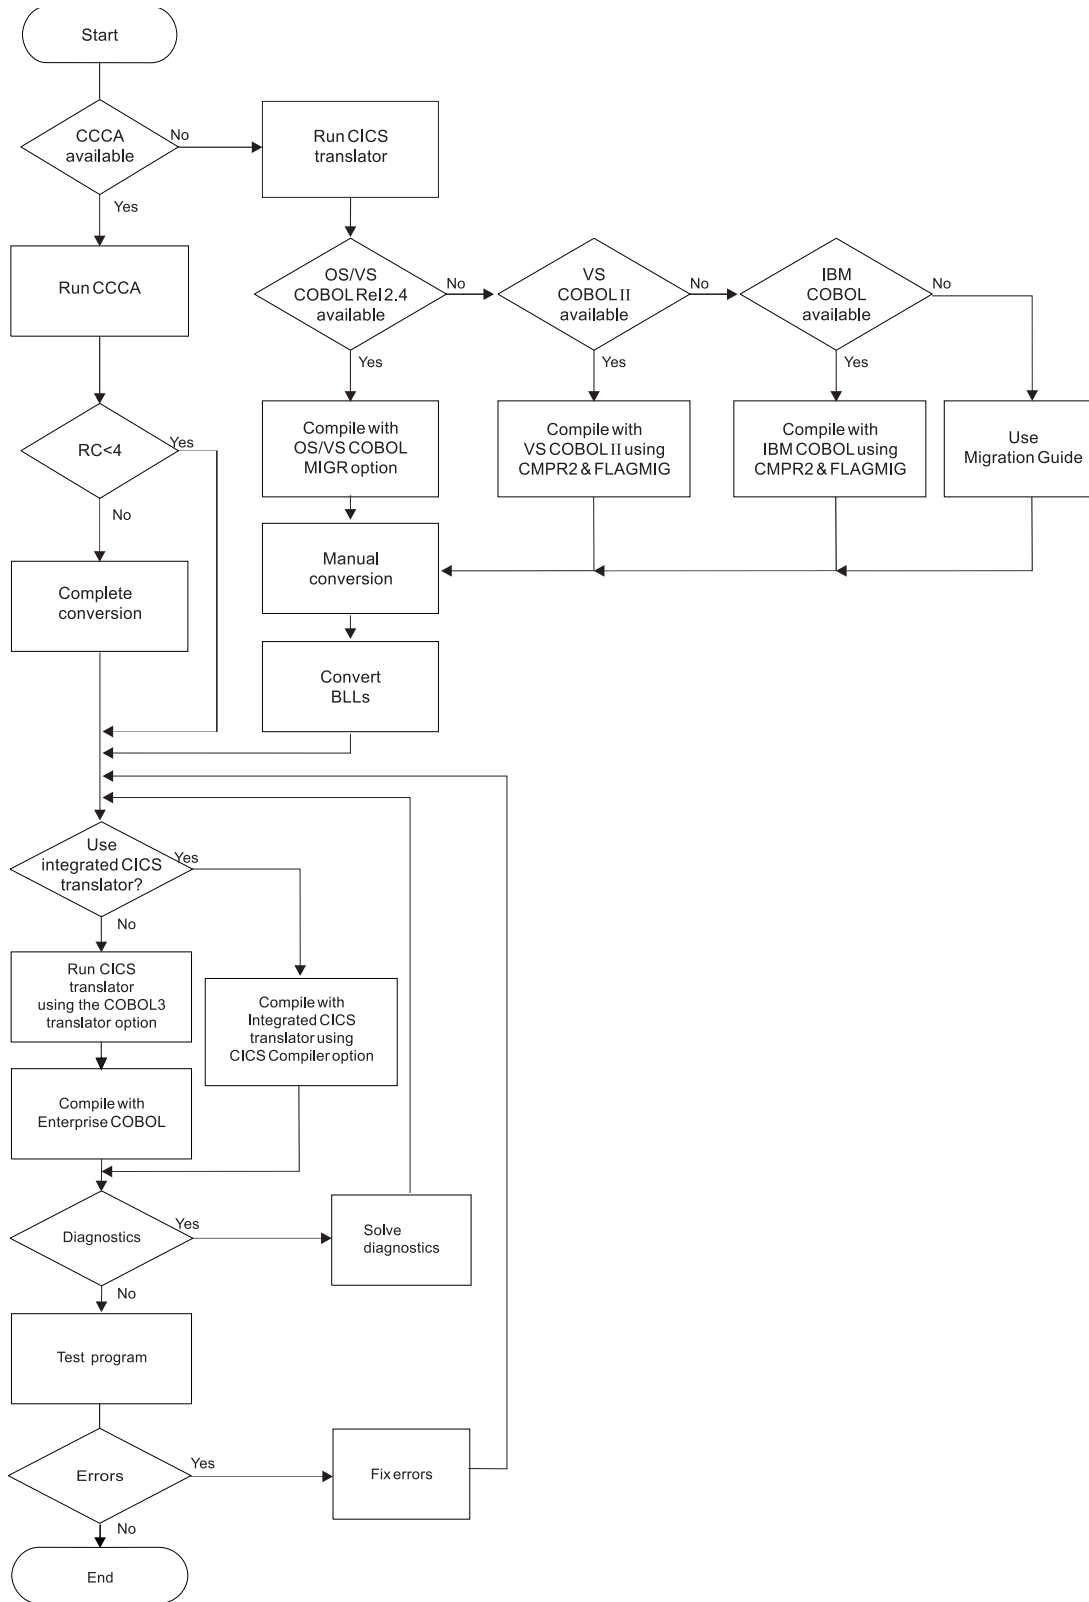 Start
CCCA
available
No
Yes
Run CICS
translator
Run CCCA
OS/VS
COBOL Rel 2.4
available
No
Yes
VS
COBOL II
available
No
Yes
IBM
COBOL
available
No
Yes
RC<4
Yes
No
Compile with
OS/VS COBOL
MIGR option
Compile with
VS COBOL II using
CMPR2 & FLAGMIG
Compile with
IBM COBOL using
CMPR2 & FLAGMIG
Use
Migration Guide
Complete
conversion
Manual
conversion
Convert
BLLs
Use
integrated CICS
translator?
Yes
No
Run CICS
translator
using the COBOL3
translator option
Compile with
Integrated CICS
translator using
CICS Compiler option
Compile with
Enterprise COBOL
Diagnostics
Yes
No
Solve
diagnostics
Test program
Errors
Yes
No
Fix errors
End